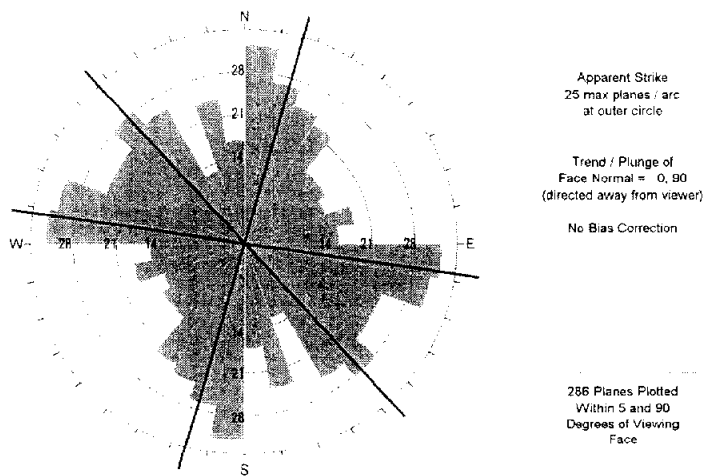 N
28
21
14
W
28
21
14
14
21
28
E
14
21
28
S
Apparent Strike
25 max planes / arc
at outer circle
Trend / Plunge of
Face Normal = 0, 90
(directed away from viewer)
No Bias Correction
286 Planes Plotted
Within 5 and 90
Degrees of Viewing
Face